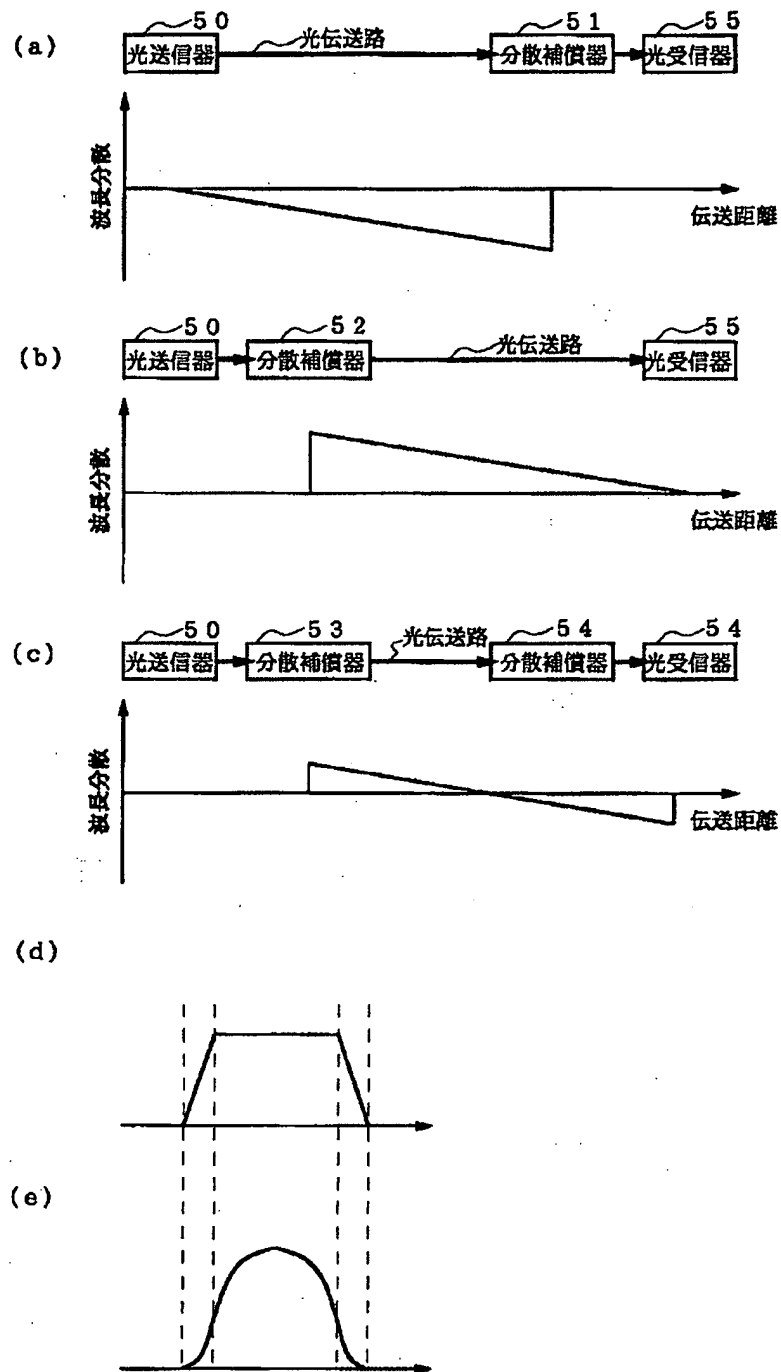 (a)
５０
光送信器
光伝送路
５１
分散補償器
５５
光受信器
波長分散
伝送距離
(b)
５０
光送信器
５２
分散補償器
光伝送路
５５
光受信器
波長分散
伝送距離
(c)
５０
光送信器
５３
分散補償器
光伝送路
５４
分散補償器
５４
光受信器
波長分散
伝送距離
(d)
(e)